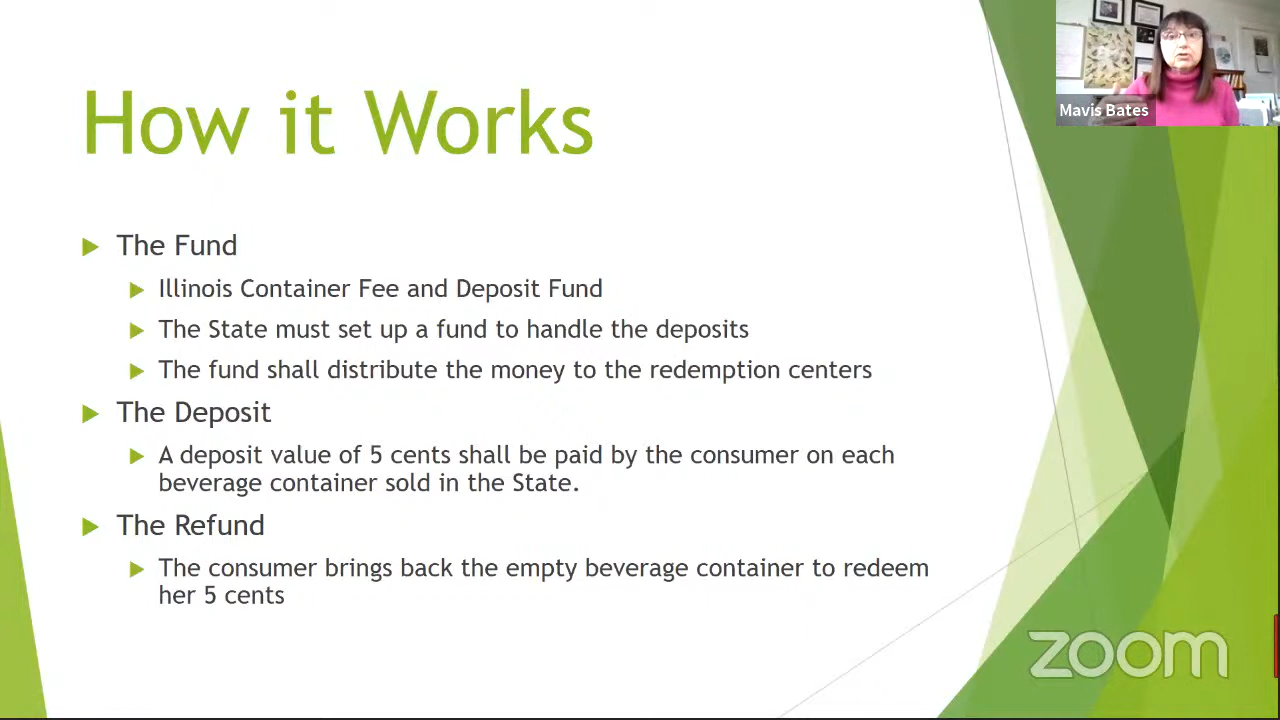 How it Works
Mavis Bates
The Fund
Illinois Container Fee and Deposit Fund
The State must set up a fund to handle the deposits
The fund shall distribute the money to the redemption centers
The Deposit
A deposit value of 5 cents shall be paid by the consumer on each
beverage container sold in the State.
The Refund
The consumer brings back the empty beverage container to redeem
her 5 cents
zoom